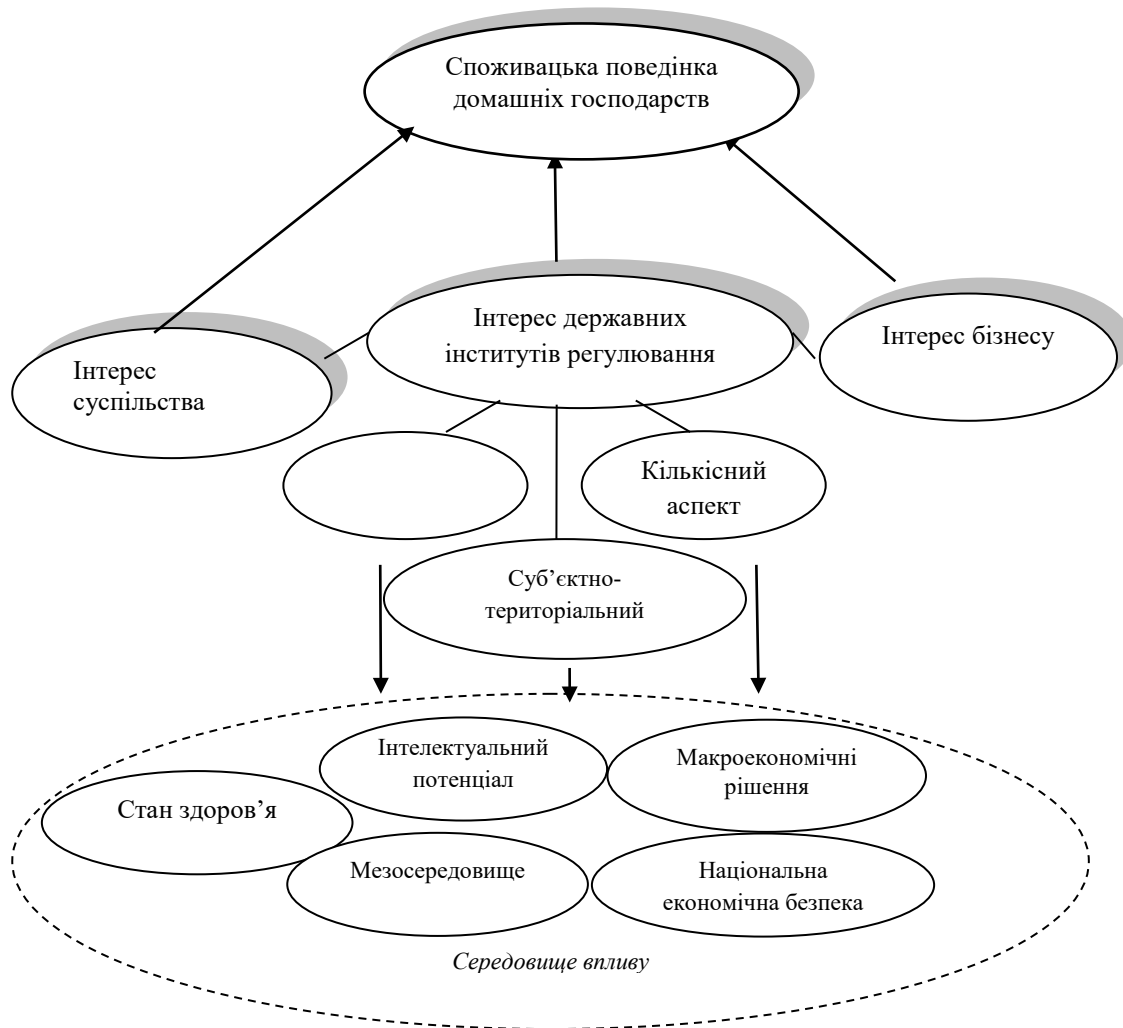 Споживацька поведінка
домашніх господарств
Інтерес державних
інститутів регулювання
Інтерес бізнесу
Інтерес
суспільства
Кількісний
аспект
Суб’єктно-
територіальний
Інтелектуальний
потенціал
Макроекономічні
рішення
Стан здоров’я
Мезосередовище
Національна
економічна безпека
Середовище впливу